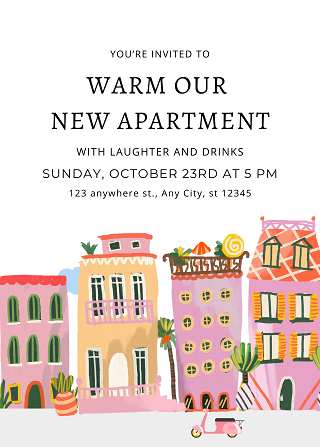 YOU'RE INVITED TO
WARM OUR
NEW APARTMENT
WITH LAUGHTER AND DRINKS
SUNDAY, OCTOBER 23RD AT 5 PM
123 anywhere st., Any City, st 12345